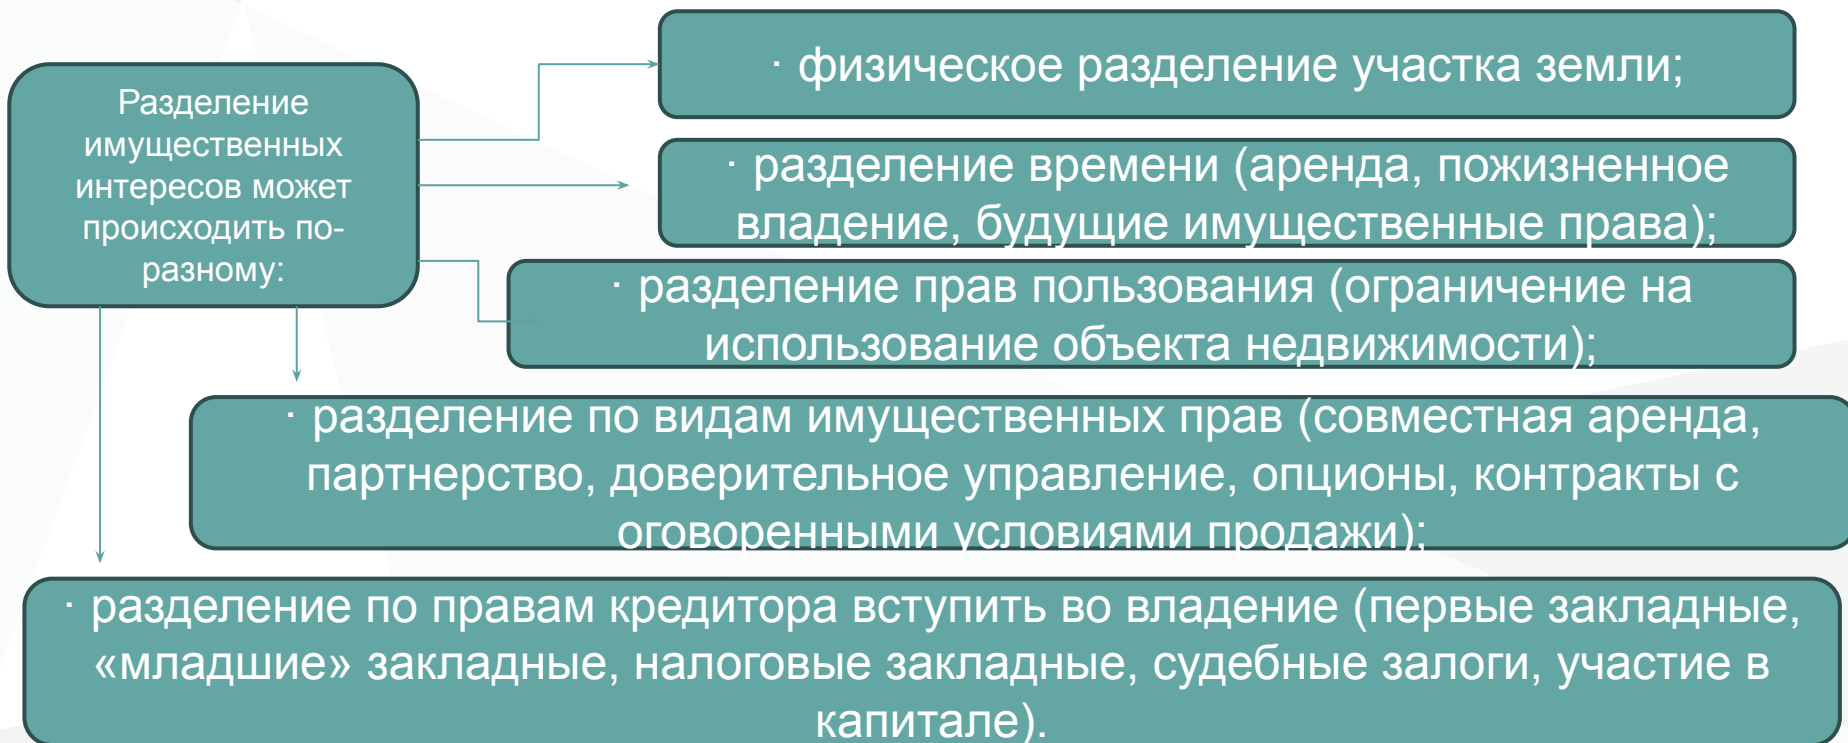 Разделение
имущественных
интересов может
происходить по-
разному:
· физическое разделение участка земли;
· разделение времени (аренда, пожизненное
владение, будущие имущественные права);
· разделение прав пользования (ограничение на
использование объекта недвижимости);
· разделение по видам имущественных прав (совместная аренда,
партнерство, доверительное управление, опционы, контракты с
оговоренными условиями продажи);
· разделение по правам кредитора вступить во владение (первые закладные,
«младшие» закладные, налоговые закладные, судебные залоги, участие в
капитале).